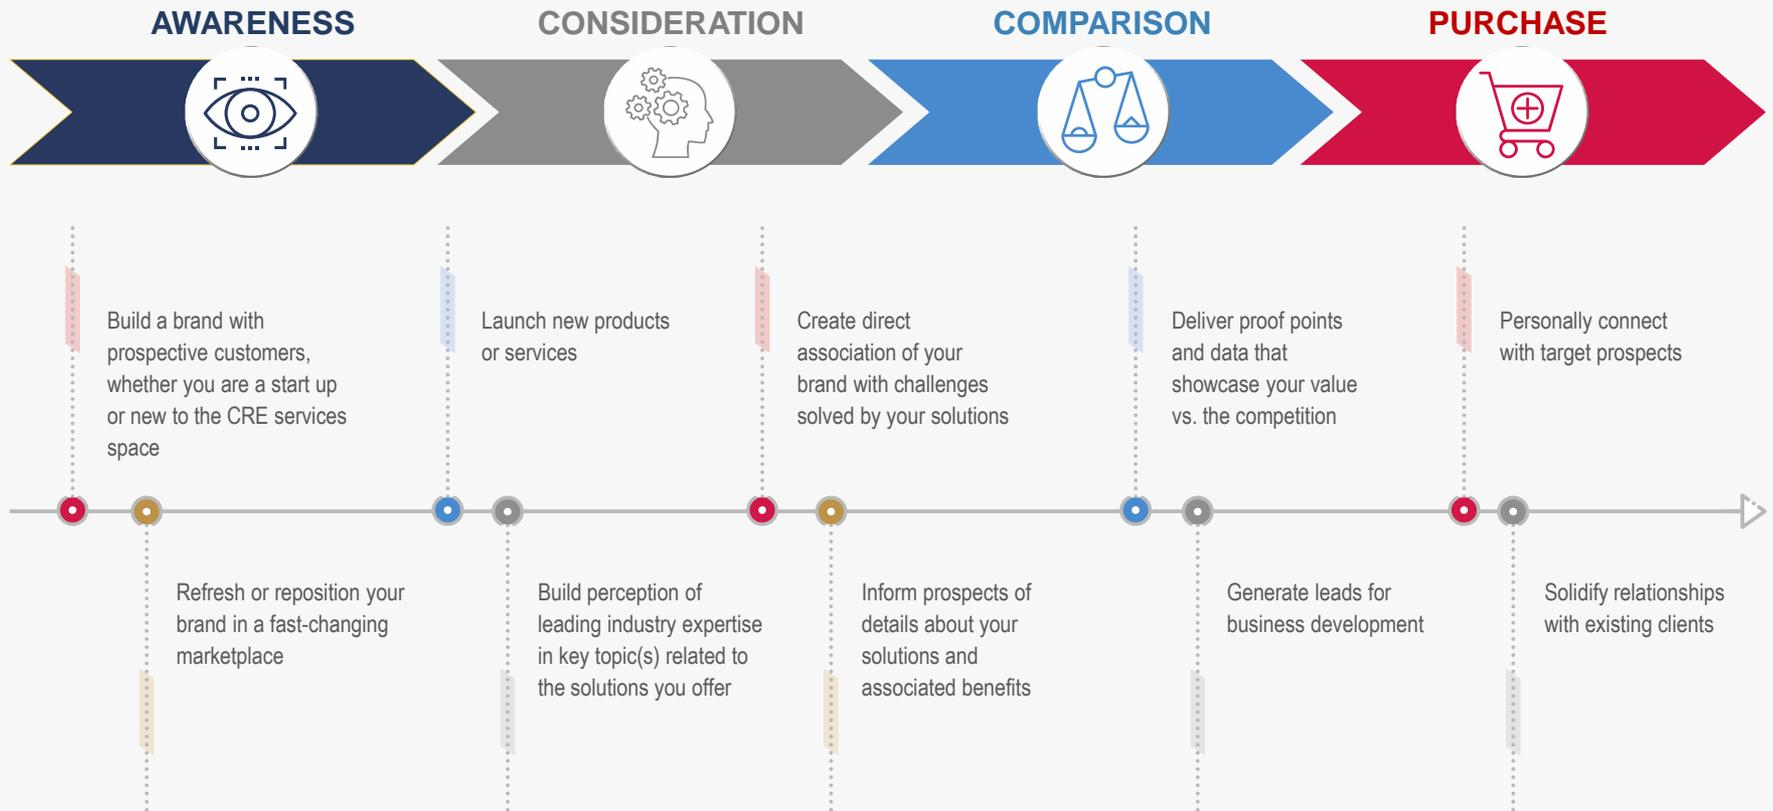 AWARENESS
CONSIDERATION
COMPARISON
PURCHASE
Build a brand with
prospective customers,
whether you are a start up
or new to the CRE services
space
Launch new products
or services
Create direct
association of your
brand with challenges
solved by your solutions
Deliver proof points
and data that
showcase your value
vs. the competition
Personally connect
with target prospects
Refresh or reposition your
brand in a fast-changing
marketplace
Build perception of
leading industry expertise
in key topic(s) related to
the solutions you offer
Inform prospects of
details about your
solutions and
associated benefits
Generate leads for
business development
Solidify relationships
with existing clients